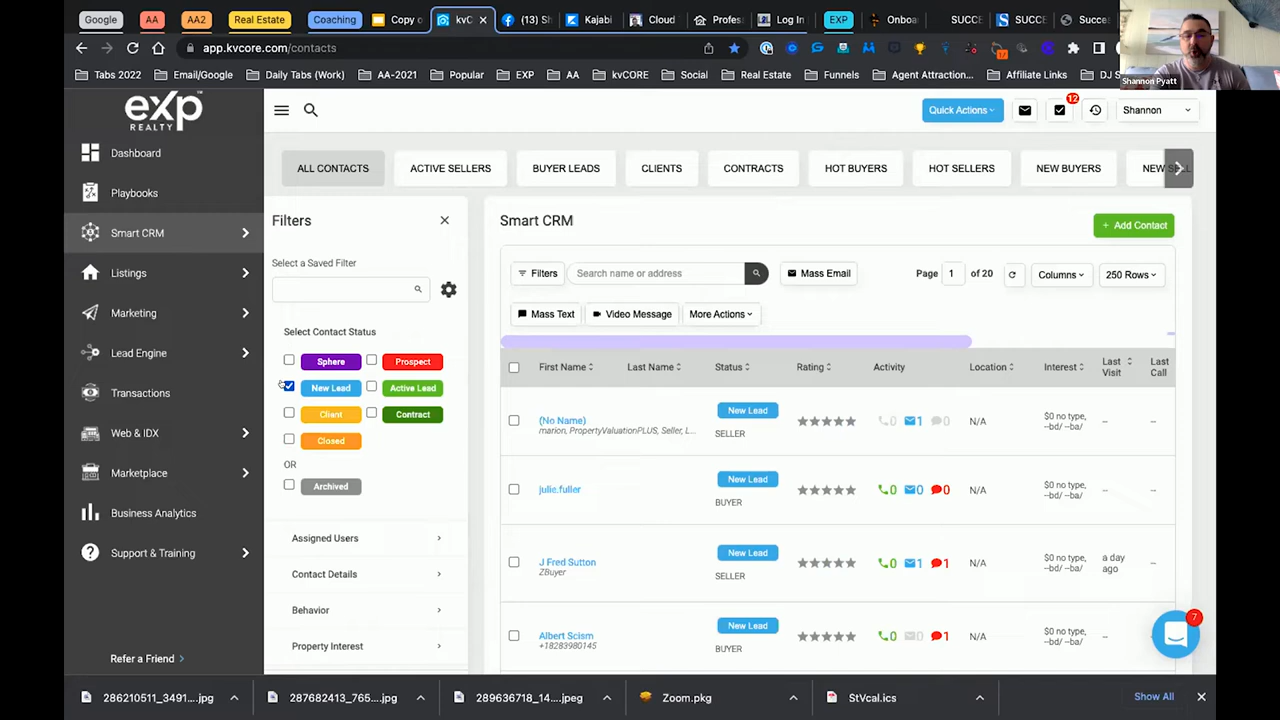 Google
AA
AA2
Real Estate
Coaching
Copy o
kvC
(13) Sh
Kajabi
Cloud
Profes
Log In
EXP
Onboa
SUCCE
SUCC
Succe
app.kvcore.com/contacts
Tabs 2022
Email/Google
Daily Tabs (Work)
AA-2021
Popular
EXP
AA
kvCORE
Social
Real Estate
Funnels
Agent Attraction...
Affiliate Links
DJ S
Shannon Pyatt
exp
REALTY
Quick Actions
12
Shannon
Dashboard
Playbooks
Smart CRM
Listings
Marketing
Lead Engine
Transactions
Web & IDX
Marketplace
Business Analytics
Support & Training
Refer a Friend
ALL CONTACTS
ACTIVE SELLERS
BUYER LEADS
CLIENTS
CONTRACTS
HOT BUYERS
HOT SELLERS
NEW BUYERS
Filters
Select a Saved Filter
Select Contact Status
Sphere
Prospect
New Lead
Active Lead
Client
Contract
Closed
OR
Archived
Assigned Users
Contact Details
Behavior
Property Interest
Smart CRM
+ Add Contact
Filters
Search name or address
Mass Email
Page 1 of 20
Columns
250 Rows
Mass Text
Video Message
More Actions
First Name
Last Name
Status
Rating
Activity
Location
Interest
Last Visit
Last Call
(No Name)
marion, PropertyValuationPLUS, Seller, L...
New Lead
SELLER
0 1 0
N/A
$0 no type,
--bd/ --ba/
--
--
julie.fuller
New Lead
BUYER
0 0 0
N/A
$0 no type,
--bd/ --ba/
--
--
J Fred Sutton
ZBuyer
New Lead
SELLER
0 1 1
N/A
$0 no type,
--bd/ --ba/
a day ago
--
Albert Scism
+18283980145
New Lead
BUYER
0 0 1
N/A
$0 no type,
--bd/ --ba/
--
--
7
286210511_3491....jpg
287682413_765....jpg
289636718_14....jpeg
Zoom.pkg
StVcal.ics
Show All